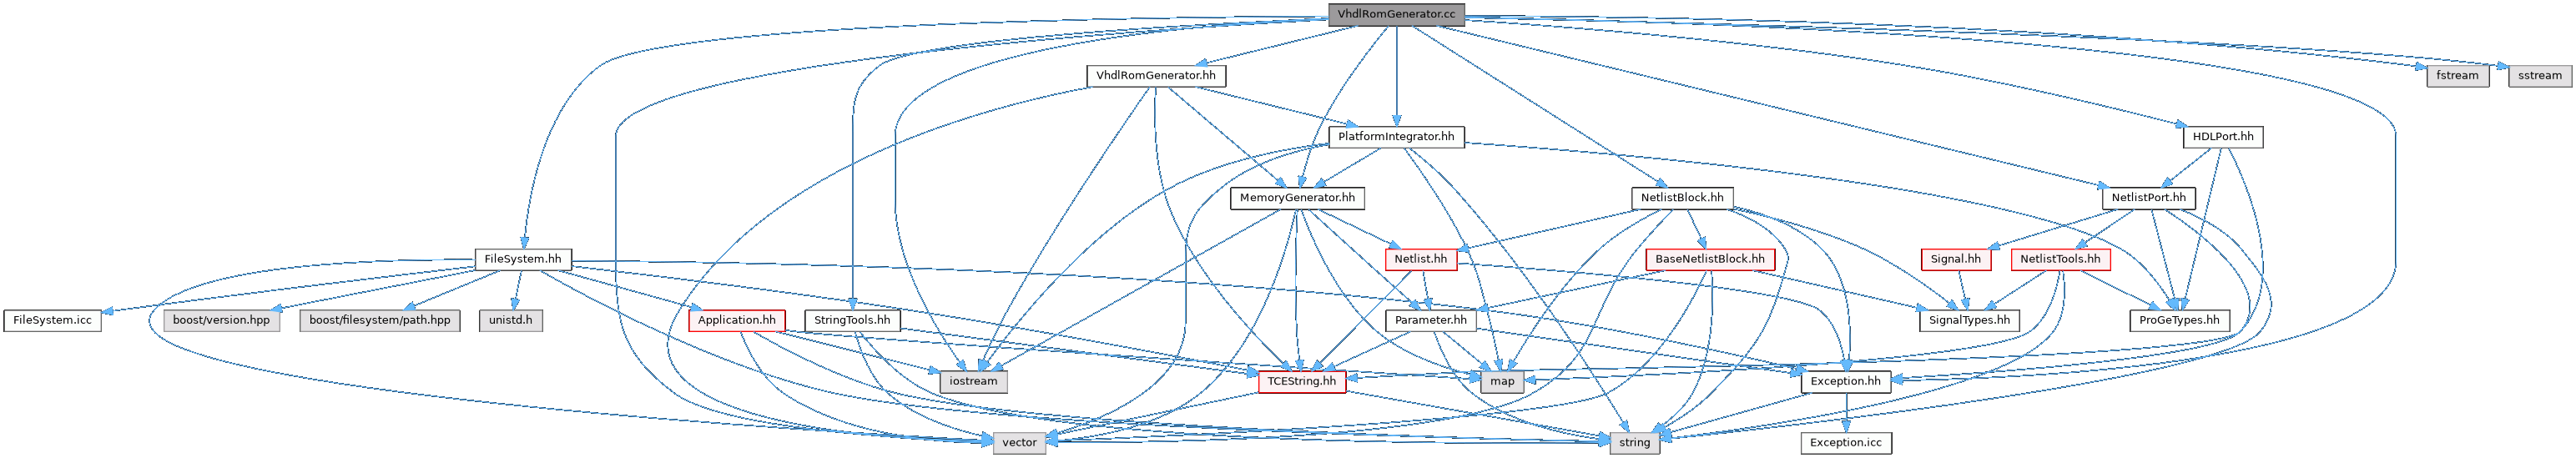 VhdlRomGenerator.cc
VhdlRomGenerator.hh
fstream
sstream
PlatformIntegrator.hh
HDLPort.hh
MemoryGenerator.hh
NetlistBlock.hh
NetlistPort.hh
FileSystem.hh
Netlist.hh
BaseNetlistBlock.hh
Signal.hh
NetlistTools.hh
FileSystem.icc
boost/version.hpp
boost/filesystem/path.hpp
unistd.h
Application.hh
StringTools.hh
Parameter.hh
SignalTypes.hh
ProGeTypes.hh
iostream
TCEString.hh
map
Exception.hh
vector
string
Exception.icc